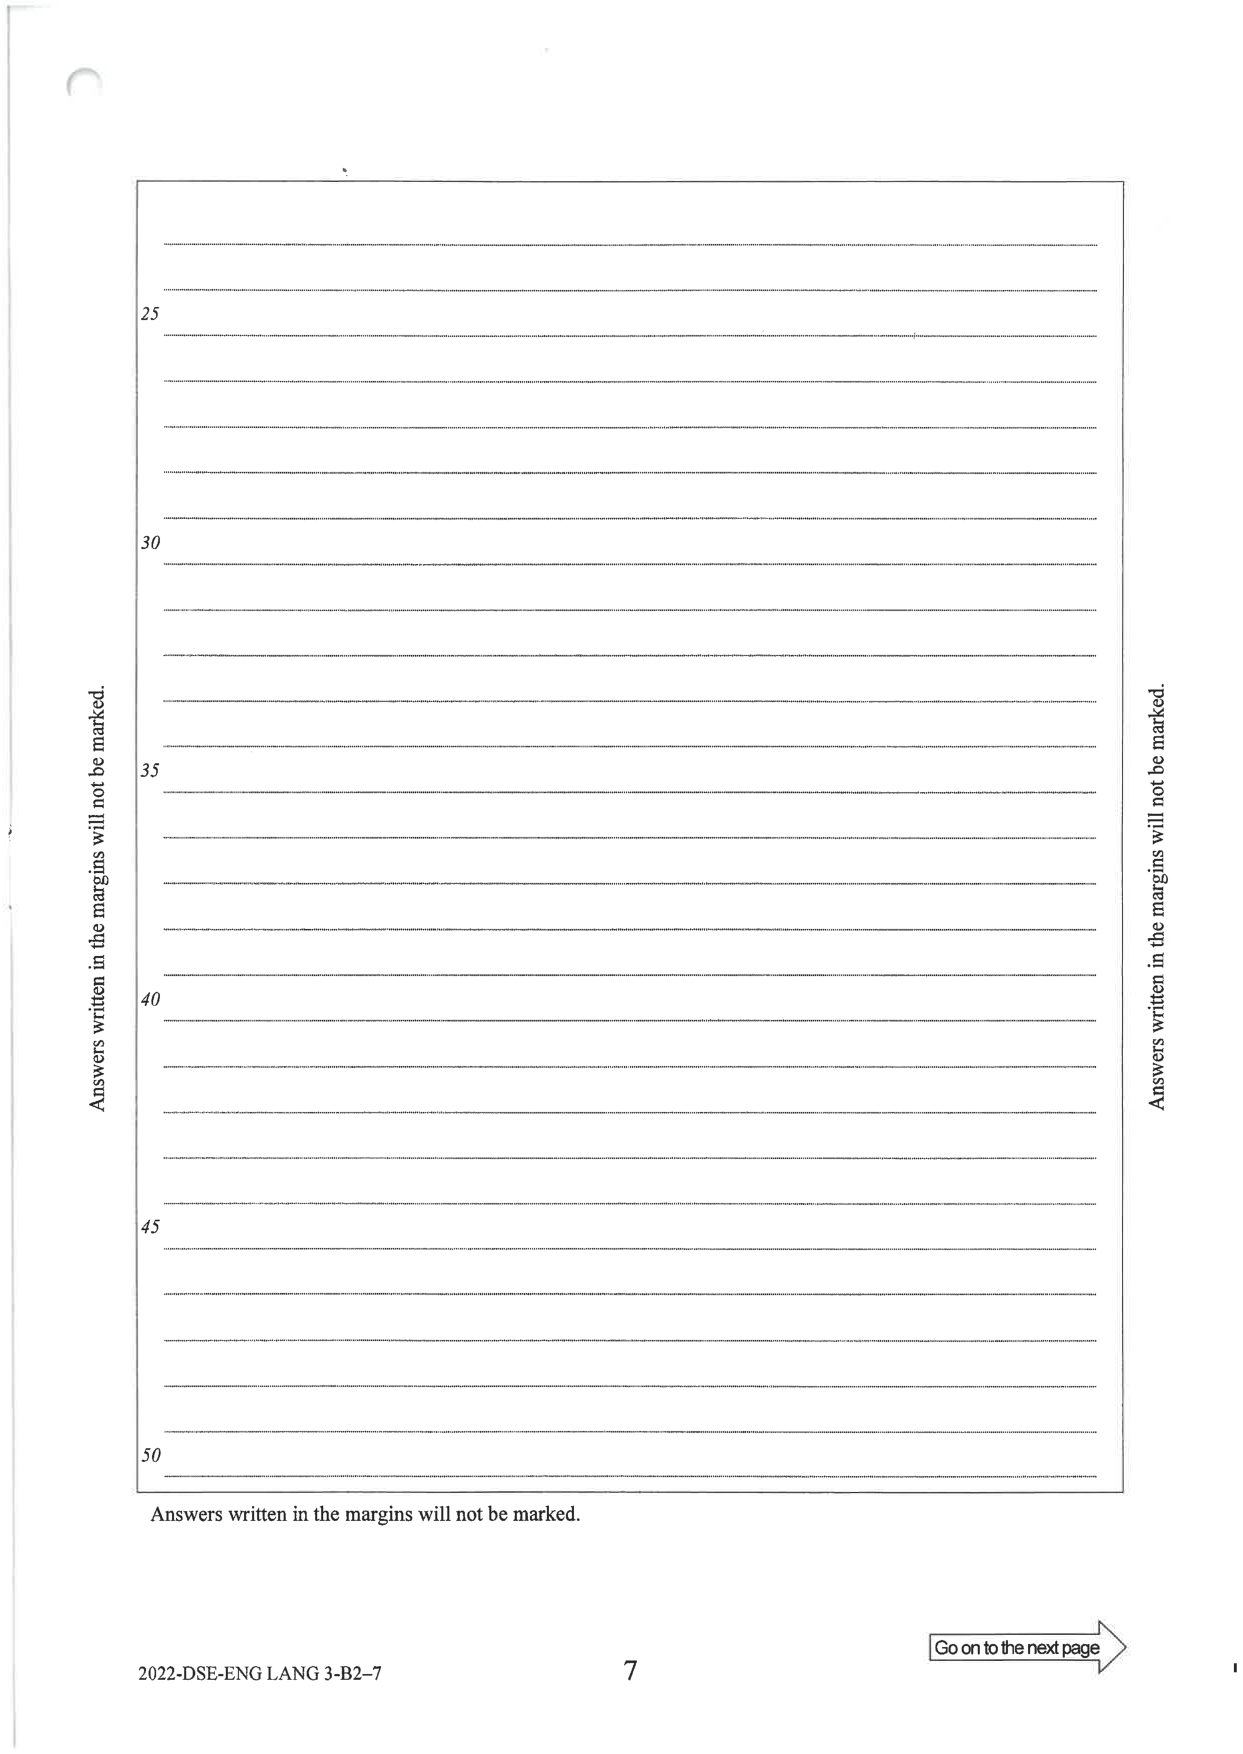 25
30
35
40
45
50
Answers written in the margins will not be marked.
Answers written in the margins will not be marked.
Answers written in the margins will not be marked.
Go on to the next page
2022-DSE-ENG LANG 3-B2–7
7